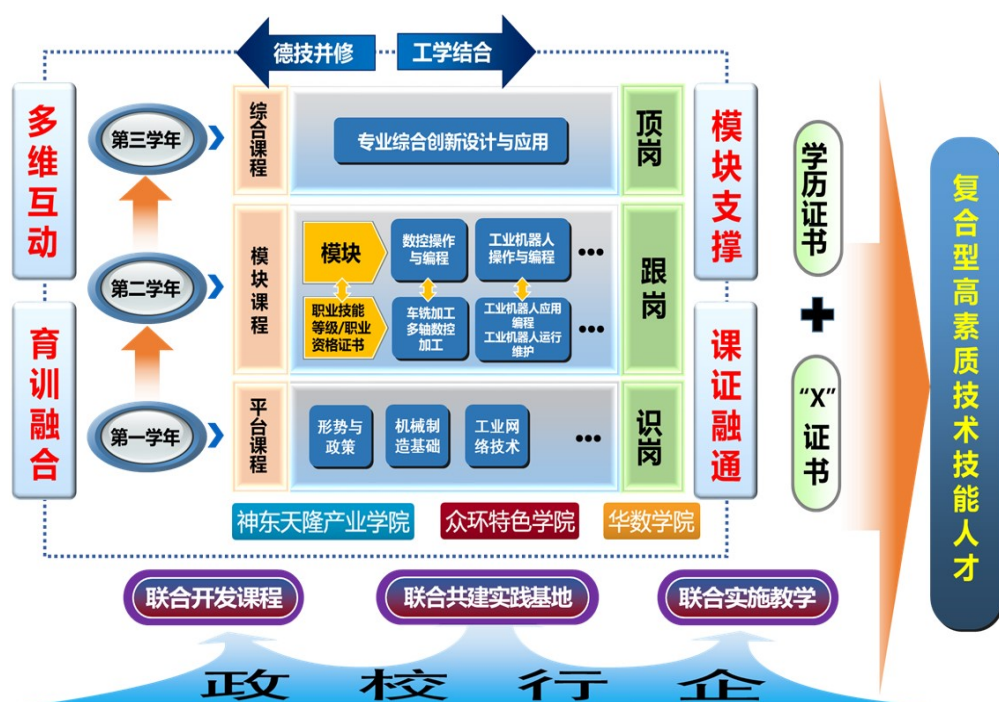 德技并修
工学结合
多维互动
育训融合
第三学年
第二学年
第一学年
综合课程
专业综合创新设计与应用
顶岗
模块课程
模块
数控操作
与编程
工业机器人
操作与编程
•••
职业技能
等级/职业
资格证书
车铣加工
多轴数控
加工
工业机器人应用
编程
工业机器人运行
维护
•••
跟岗
平台课程
形势与
政策
机械制
造基础
工业网
络技术
•••
识岗
模块支撑
课证融通
学历证书
+
“X”
证书
复合型高素质技术技能人才
神东天隆产业学院
众环特色学院
华数学院
联合开发课程
联合共建实践基地
联合实施教学
政校行企